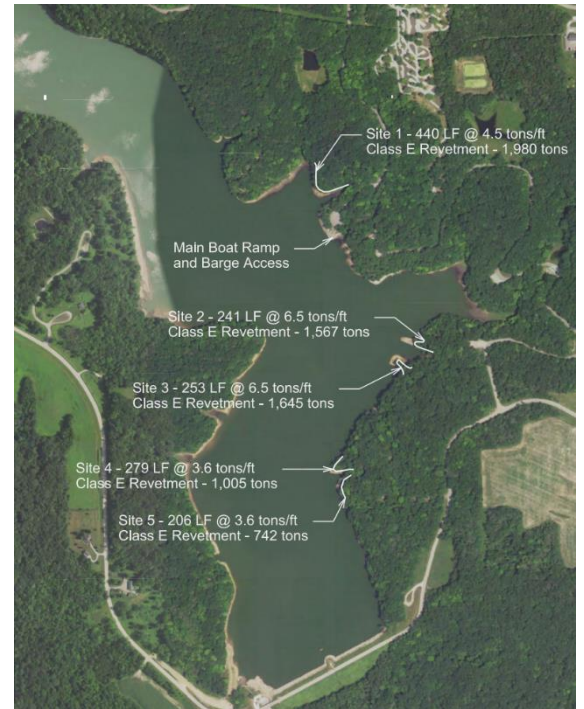 Site 1 - 440 LF @ 4.5 tons/ft
Class E Revetment - 1,980 tons
Main Boat Ramp
and Barge Access
Site 2 - 241 LF @ 6.5 tons/ft
Class E Revetment - 1,567 tons
Site 3 - 253 LF @ 6.5 tons/ft
Class E Revetment -
1,645 tons
Site 4 - 279 LF @ 3.6 tons/ft
Class E Revetment - 1,005 tons
Site 5 - 206 LF @ 3.6 tons/ft
Class E Revetment - 742 tons